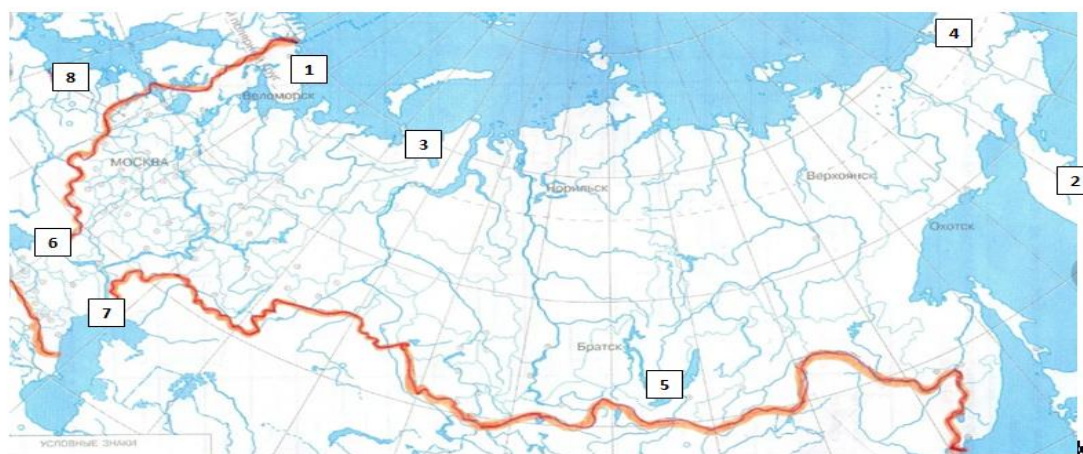 4
8
1
Беломорск
3
МОСКВА
Норильск
Верхоянск
2
6
Охотск
7
Братск
5
УСЛОВНЫЕ ЗНАКИ